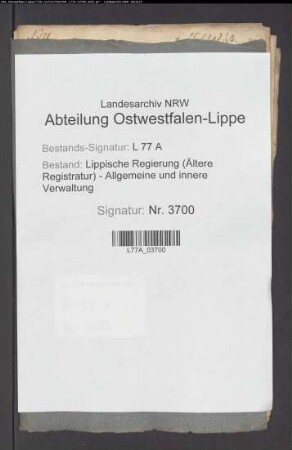 Landesarchiv NRW
Abteilung Ostwestfalen-Lippe
Bestands-Signatur: L 77 A
Bestand: Lippische Regierung (Ältere
Registratur) - Allgemeine und innere
Verwaltung
Signatur: Nr. 3700
L77A_03700